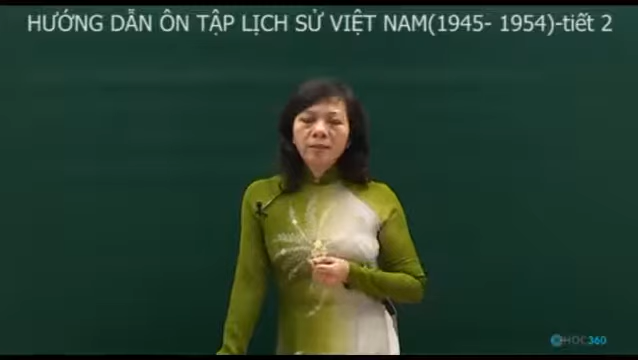 HƯỚNG DẪN ÔN TẬP LỊCH SỬ VIỆT NAM(1945- 1954)-tiết 2
HOC360